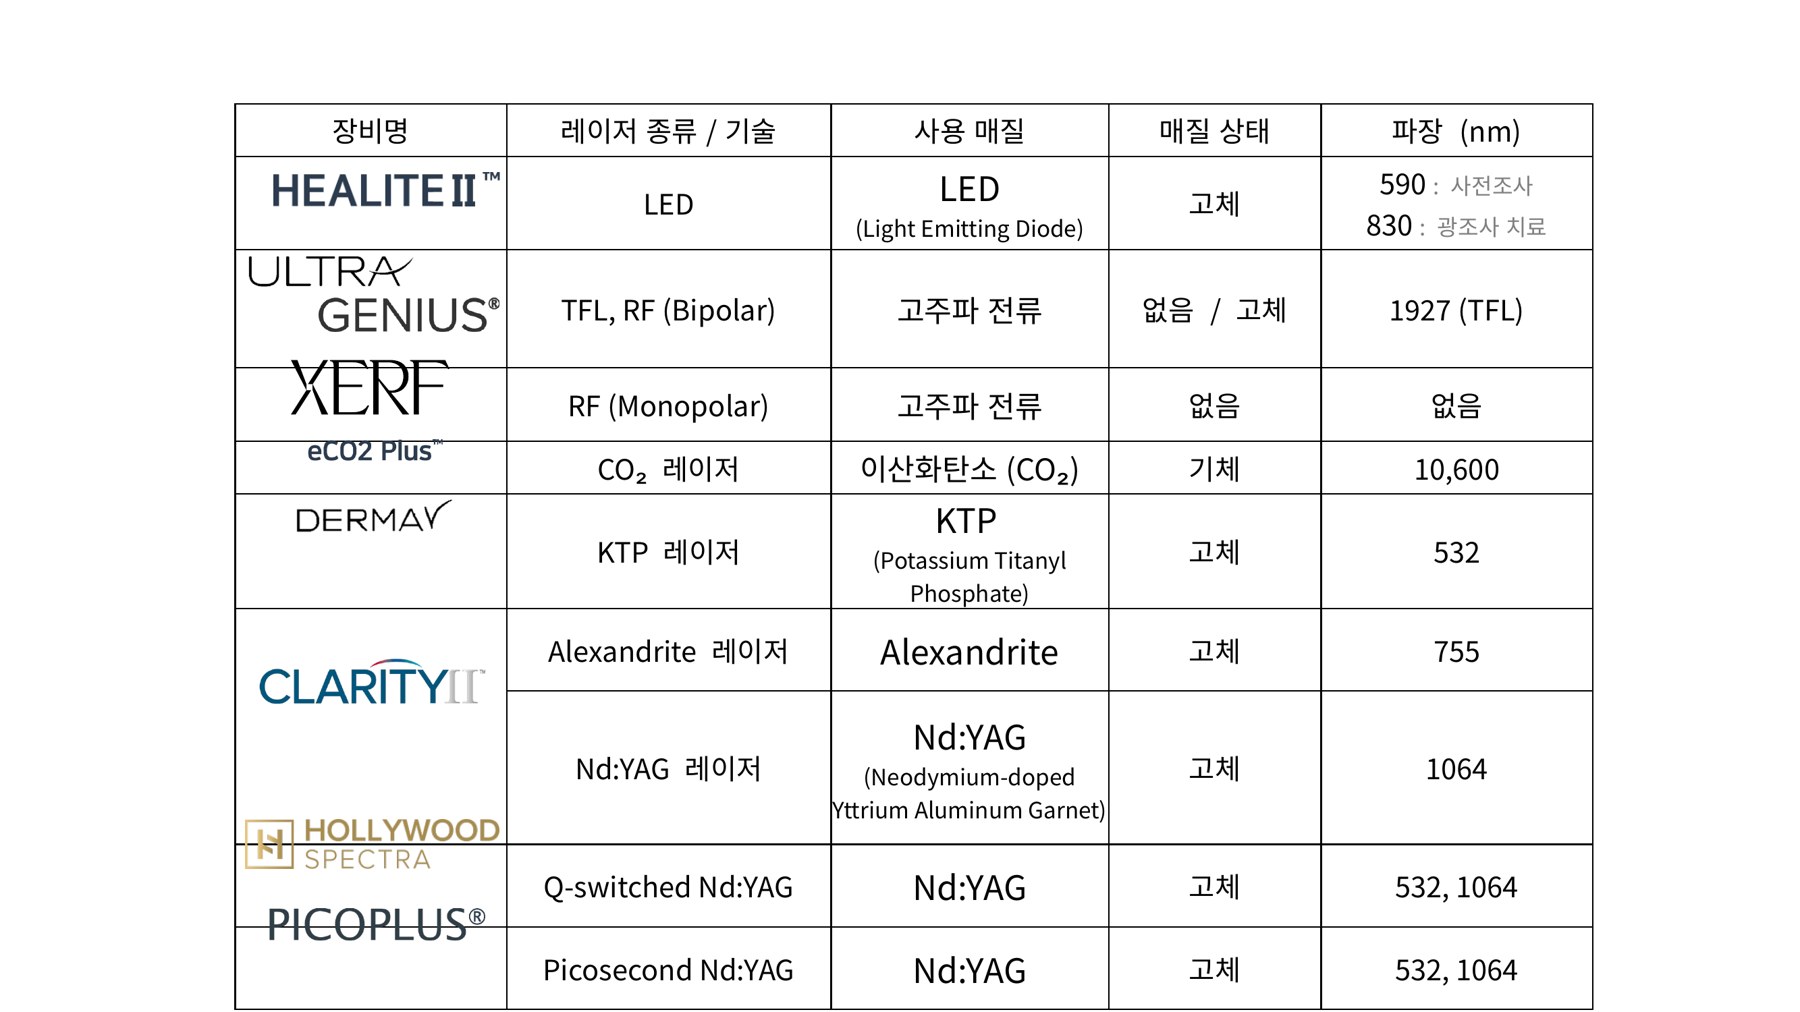 장비명 레이저 종류 / 기술 사용 매질 매질 상태 파장 (nm)
HEALITE II™ LED LED 고체 590 : 사전조사
(Light Emitting Diode) 830 : 광조사 치료
ULTRA
GENIUS® TFL, RF (Bipolar) 고주파 전류 없음 / 고체 1927 (TFL)
XERF RF (Monopolar) 고주파 전류 없음 없음
eCO2 Plus™ CO₂ 레이저 이산화탄소 (CO₂) 기체 10,600
DERMAV KTP 레이저 KTP 고체 532
(Potassium Titanyl
Phosphate)
CLARITY II™ Alexandrite 레이저 Alexandrite 고체 755
Nd:YAG 레이저 Nd:YAG 고체 1064
(Neodymium-doped
Yttrium Aluminum Garnet)
HOLLYWOOD
SPECTRA Q-switched Nd:YAG Nd:YAG 고체 532, 1064
PICOPLUS® Picosecond Nd:YAG Nd:YAG 고체 532, 1064